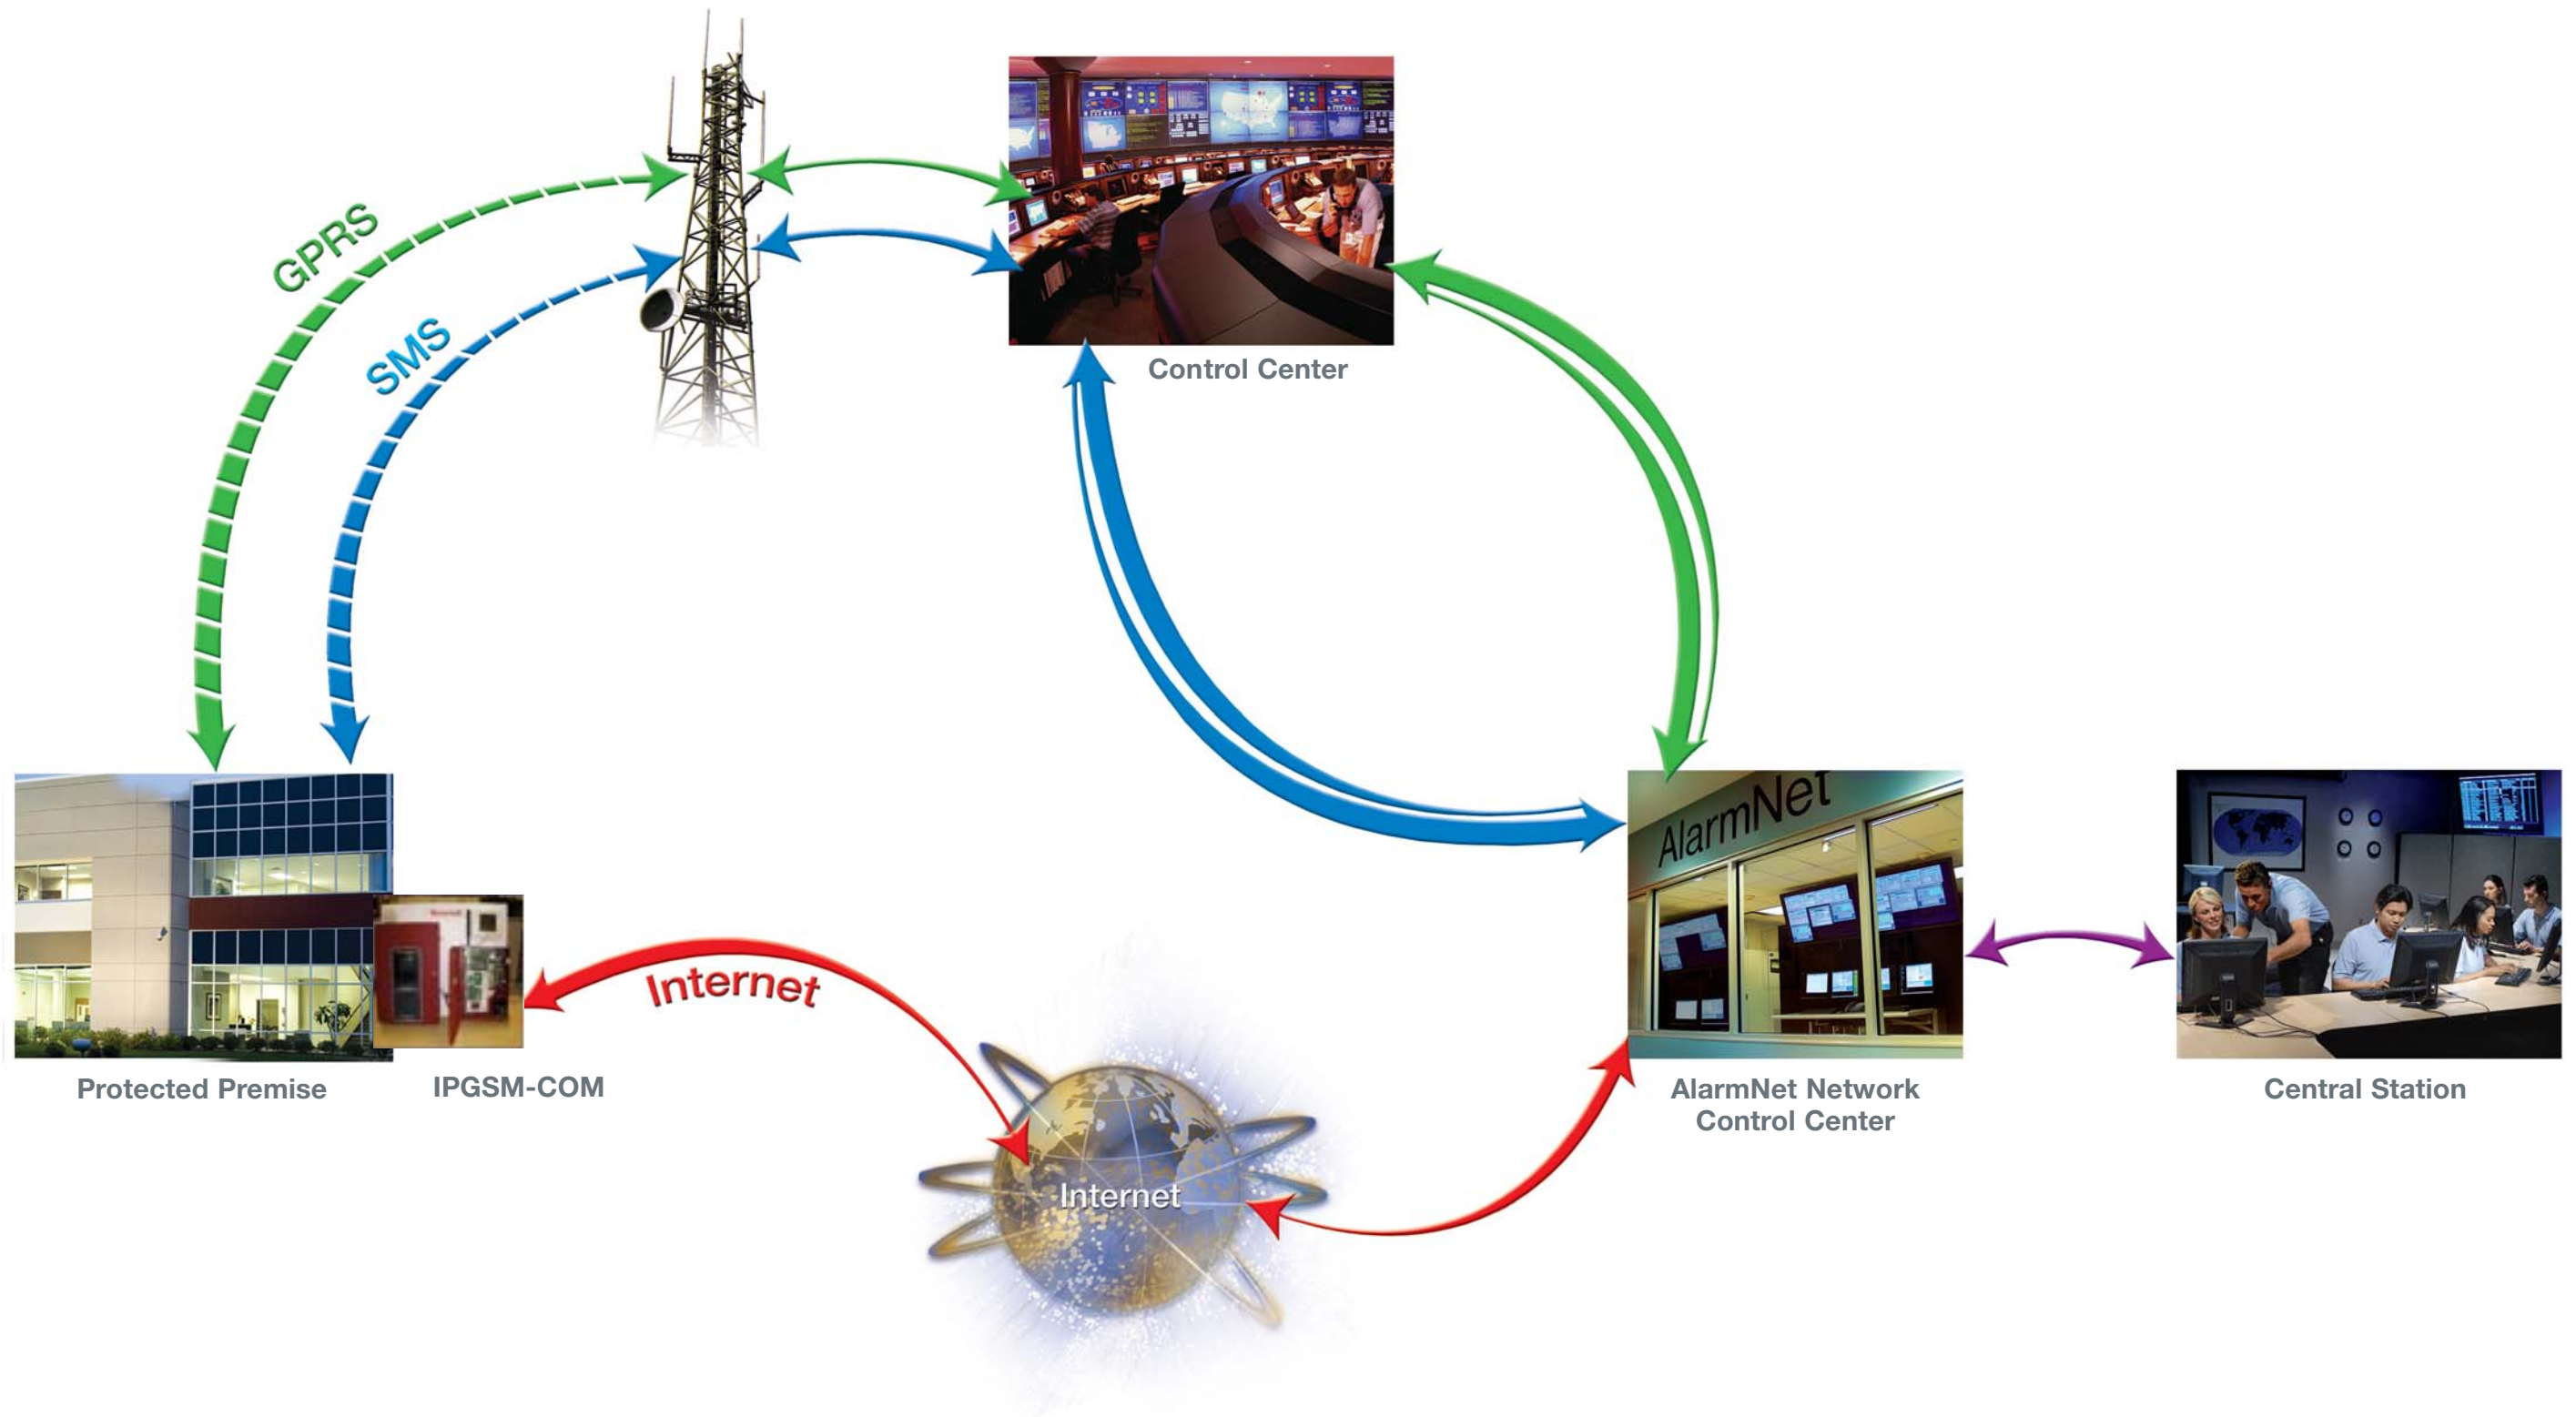 GPRS
SMS
Control Center
AlarmNet
Internet
Internet
Protected Premise
IPGSM-COM
AlarmNet Network
Control Center
Central Station